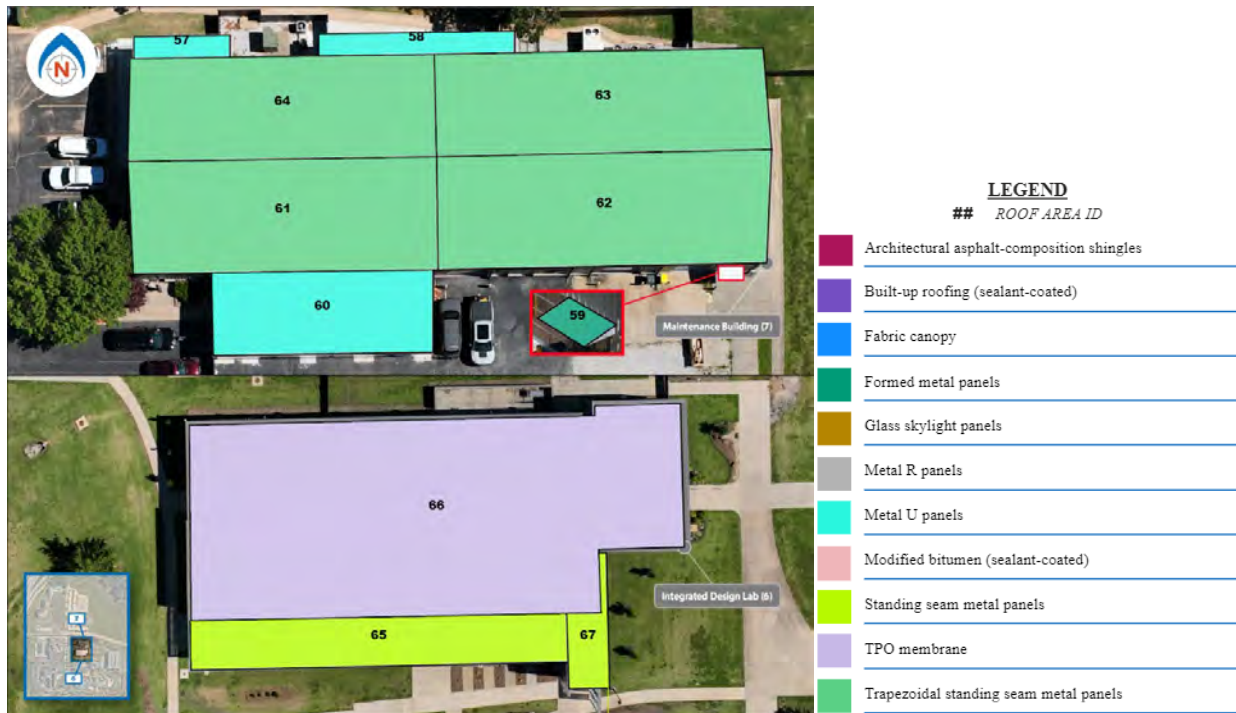 57
58
N
64
63
61
62
60
59
Maintenance Building (7)
66
Integrated Design Lab (6)
7
6
65
67
LEGEND
## ROOF AREA ID
Architectural asphalt-composition shingles
Built-up roofing (sealant-coated)
Fabric canopy
Formed metal panels
Glass skylight panels
Metal R panels
Metal U panels
Modified bitumen (sealant-coated)
Standing seam metal panels
TPO membrane
Trapezoidal standing seam metal panels